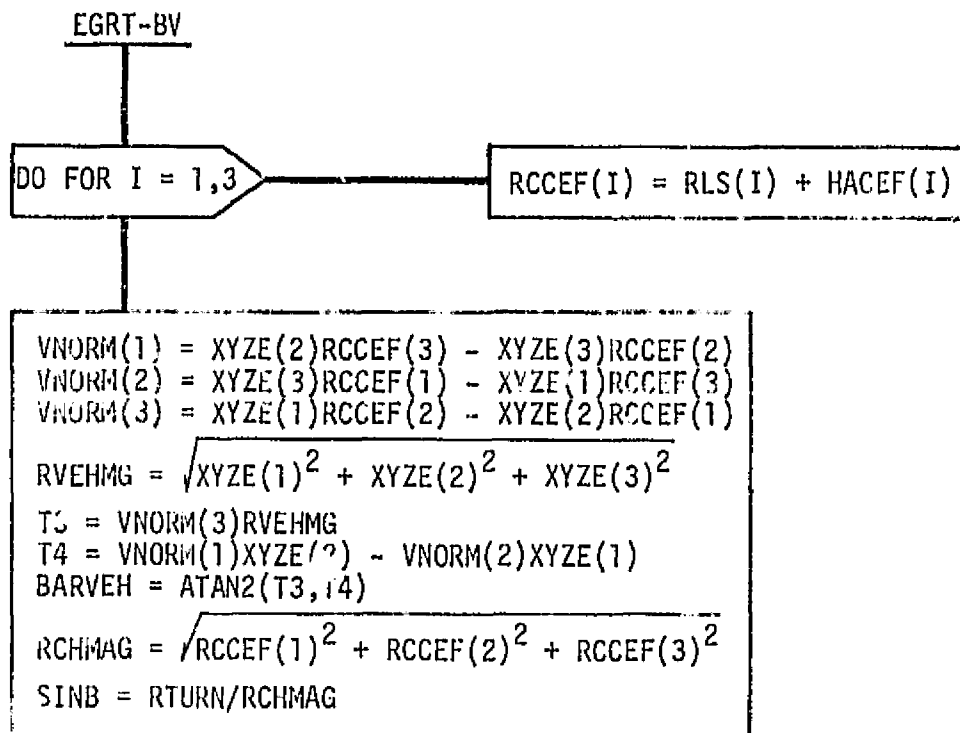 EGRT-BV
DO FOR I = 1,3
RCCEF(I) = RLS(I) + HACEF(I)
VNORM(1) = XYZE(2)RCCEF(3) - XYZE(3)RCCEF(2)
VNORM(2) = XYZE(3)RCCEF(1) - XYZE(1)RCCEF(3)
VNORM(3) = XYZE(1)RCCEF(2) - XYZE(2)RCCEF(1)
RVEHMG = √XYZE(1)² + XYZE(2)² + XYZE(3)²
T3 = VNORM(3)RVEHMG
T4 = VNORM(1)XYZE(2) - VNORM(2)XYZE(1)
BARVEH = ATAN2(T3,T4)
RCHMAG = √RCCEF(1)² + RCCEF(2)² + RCCEF(3)²
SINB = RTURN/RCHMAG